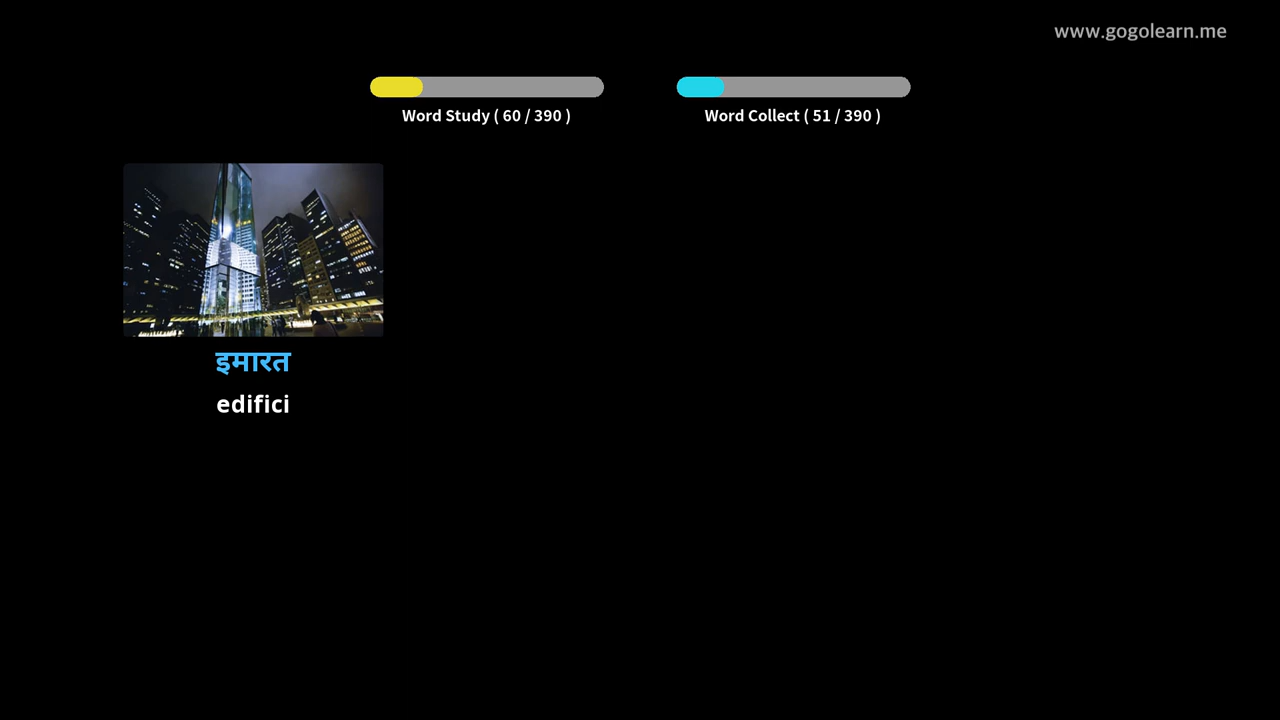 www.gogolearn.me
Word Study ( 60 / 390 )
Word Collect ( 51 / 390 )
इमारत
edifici